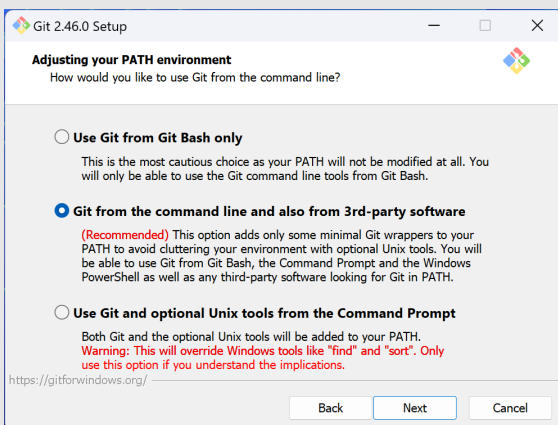 Git 2.46.0 Setup
Adjusting your PATH environment
How would you like to use Git from the command line?
Use Git from Git Bash only
This is the most cautious choice as your PATH will not be modified at all. You
will only be able to use the Git command line tools from Git Bash.
Git from the command line and also from 3rd-party software
(Recommended) This option adds only some minimal Git wrappers to your
PATH to avoid cluttering your environment with optional Unix tools. You will
be able to use Git from Git Bash, the Command Prompt and the Windows
PowerShell as well as any third-party software looking for Git in PATH.
Use Git and optional Unix tools from the Command Prompt
Both Git and the optional Unix tools will be added to your PATH.
Warning: This will override Windows tools like "find" and "sort". Only
use this option if you understand the implications.
https://gitforwindows.org/
Back
Next
Cancel